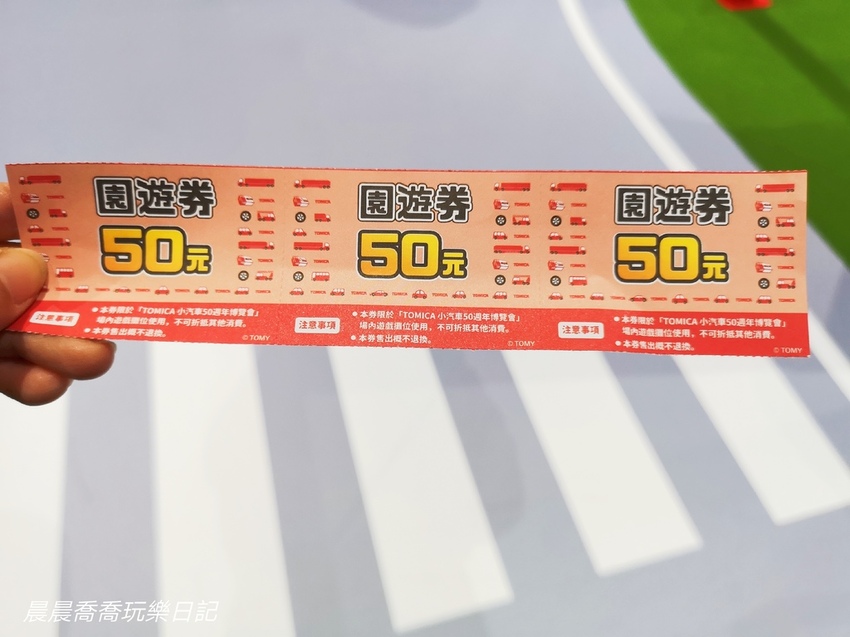 園遊券
50元
注意事項
● 本券限於「TOMICA 小汽車50週年博覽會」
場內遊戲攤位使用，不可折抵其他消費。
● 本券售出概不退換。
© TOMY
園遊券
50元
注意事項
● 本券限於「TOMICA 小汽車50週年博覽會」
場內遊戲攤位使用，不可折抵其他消費。
● 本券售出概不退換。
© TOMY
園遊券
50元
注意事項
● 本券限於「TOMICA 小汽車50週年博覽會」
場內遊戲攤位使用，不可折抵其他消費。
● 本券售出概不退換。
© TOMY
晨晨喬喬玩樂日記